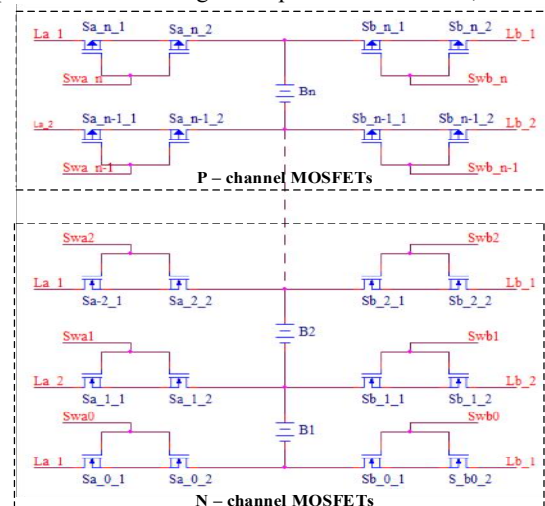 Sa_n_1 Sa_n_2 Sb_n_1 Sb_n_2
La_1 Lb_1
Swa_n Swb_n
Bn
Sa_n-1_1 Sa_n-1_2 Sb_n-1_1 Sb_n-1_2
La_2 Lb_2
Swa_n-1 Swb_n-1
P – channel MOSFETs
Swa2 Swb2
La_1 Lb_1
Sa-2_1 Sa_2_2 Sb_2_1 Sb_2_2
B2
Swa1 Swb1
La_2 Lb_2
Sa_1_1 Sa_1_2 Sb_1_1 Sb_1_2
Swa0 Swb0
B1
La_1 Lb_1
Sa_0_1 Sa_0_2 Sb_0_1 S_b0_2
N – channel MOSFETs